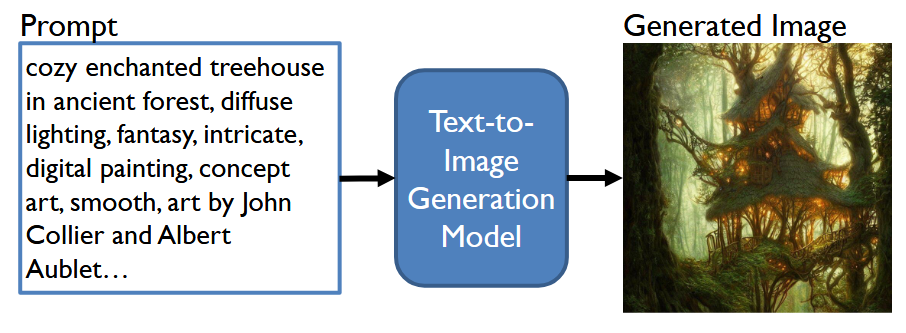 Prompt
cozy enchanted treehouse
in ancient forest, diffuse
lighting, fantasy, intricate,
digital painting, concept
art, smooth, art by John
Collier and Albert
Aublet…
Text-to-
Image
Generation
Model
Generated Image